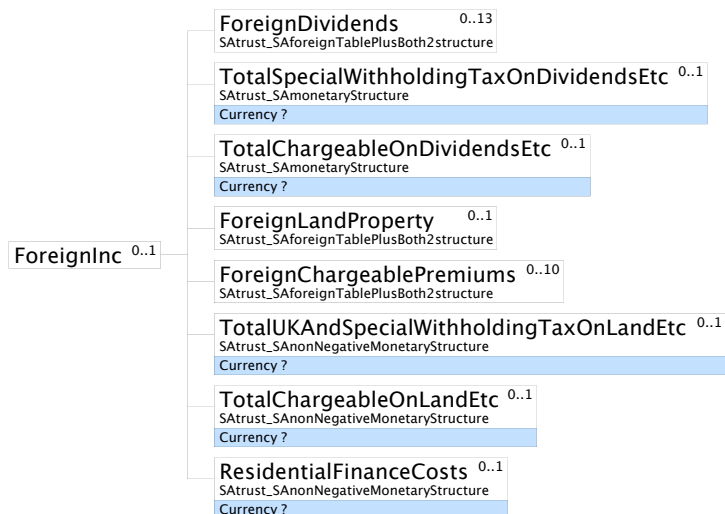 ForeignDividends 0..13
SAtrust_SAforeignTablePlusBoth2structure
TotalSpecialWithholdingTaxOnDividendsEtc 0..1
SAtrust_SAmonetaryStructure
Currency ?
TotalChargeableOnDividendsEtc 0..1
SAtrust_SAmonetaryStructure
Currency ?
ForeignLandProperty 0..1
SAtrust_SAforeignTablePlusBoth2structure
ForeignInc 0..1
ForeignChargeablePremiums 0..10
SAtrust_SAforeignTablePlusBoth2structure
TotalUKAndSpecialWithholdingTaxOnLandEtc 0..1
SAtrust_SAnonNegativeMonetaryStructure
Currency ?
TotalChargeableOnLandEtc 0..1
SAtrust_SAnonNegativeMonetaryStructure
Currency ?
ResidentialFinanceCosts 0..1
SAtrust_SAnonNegativeMonetaryStructure
Currency ?